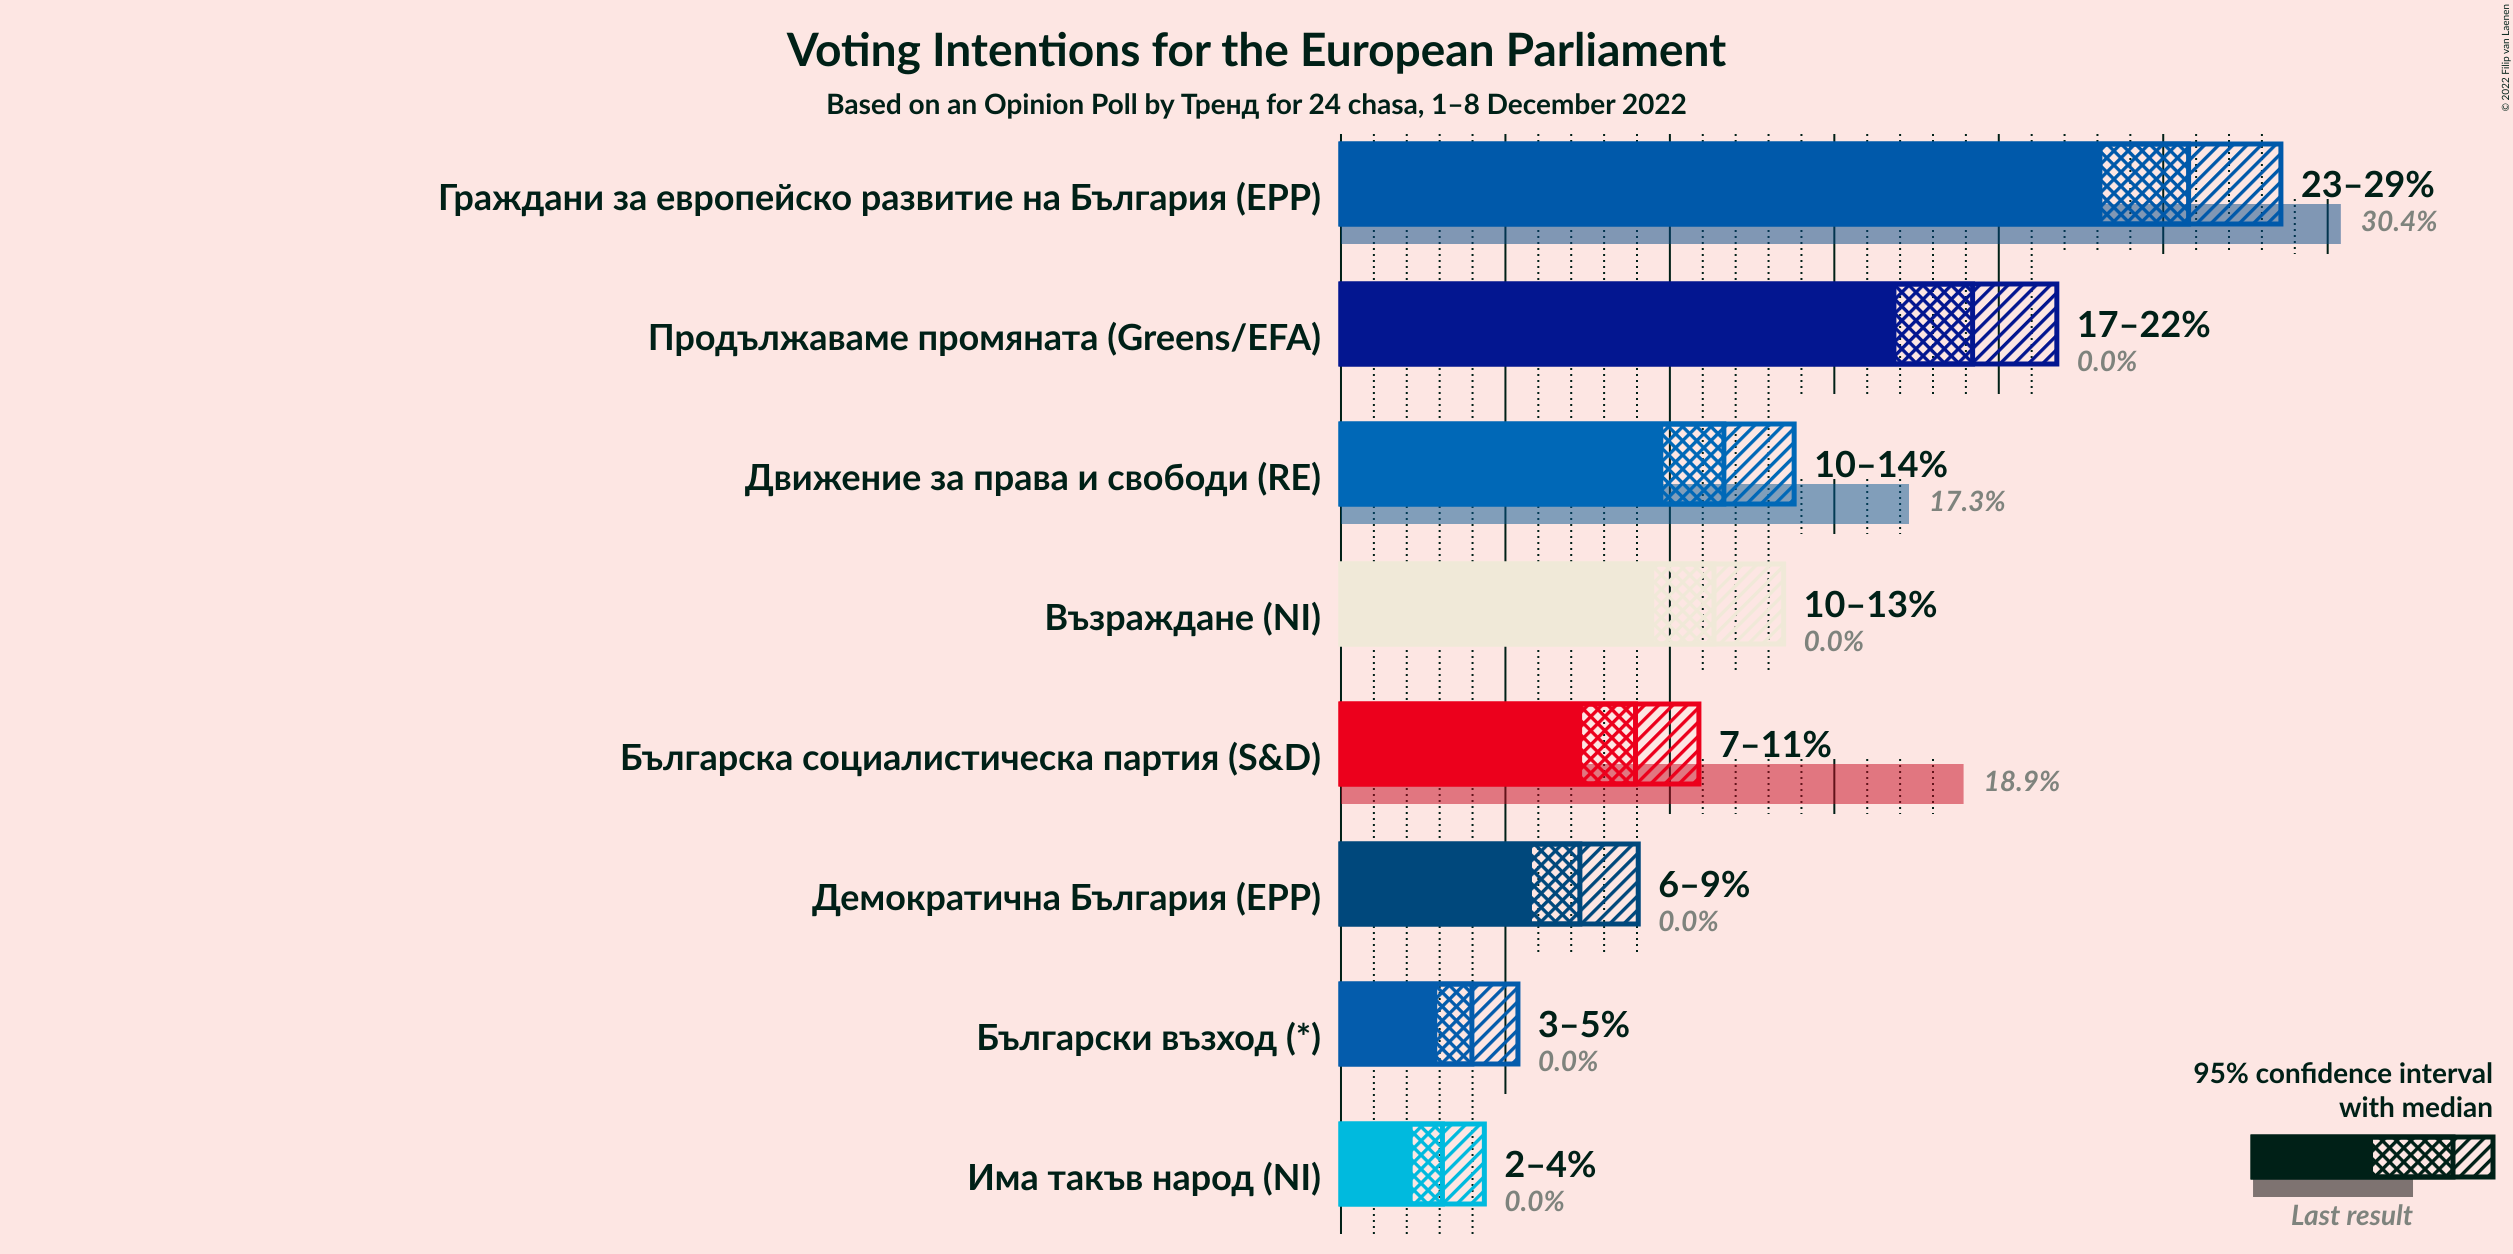 Voting Intentions for the European Parliament
Based on an Opinion Poll by Тренд for 24 chasa, 1–8 December 2022
© 2022 Filip van Laenen
Граждани за европейско развитие на България (EPP)
23–29%
30.4%
Продължаваме промяната (Greens/EFA)
17–22%
0.0%
Движение за права и свободи (RE)
10–14%
17.3%
Възраждане (NI)
10–13%
0.0%
Българска социалистическа партия (S&D)
7–11%
18.9%
Демократична България (EPP)
6–9%
0.0%
Български възход (*)
3–5%
0.0%
Има такъв народ (NI)
2–4%
0.0%
95% confidence interval
with median
Last result